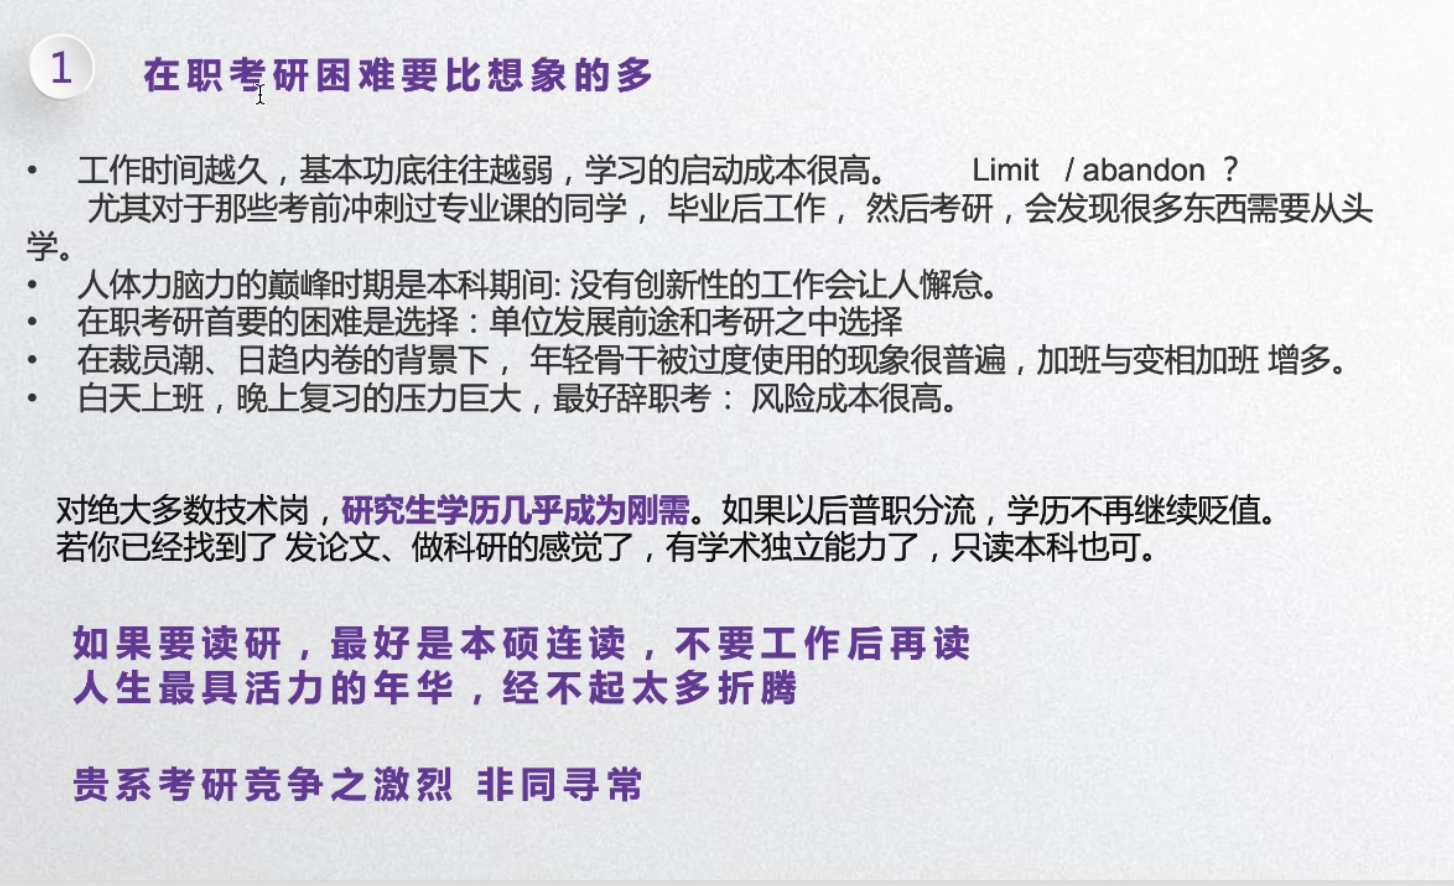 1
在职考研困难要比想象的多
• 工作时间越久，基本功底往往越弱，学习的启动成本很高。 Limit / abandon ？
尤其对于那些考前冲刺过专业课的同学， 毕业后工作， 然后考研，会发现很多东西需要从头
学。
• 人体力脑力的巅峰时期是本科期间: 没有创新性的工作会让人懈怠。
• 在职考研首要的困难是选择：单位发展前途和考研之中选择
• 在裁员潮、日趋内卷的背景下， 年轻骨干被过度使用的现象很普遍，加班与变相加班 增多。
• 白天上班，晚上复习的压力巨大，最好辞职考： 风险成本很高。
对绝大多数技术岗，研究生学历几乎成为刚需。如果以后普职分流，学历不再继续贬值。
若你已经找到了 发论文、做科研的感觉了，有学术独立能力了，只读本科也可。
如果要读研，最好是本硕连读，不要工作后再读
人生最具活力的年华，经不起太多折腾
贵系考研竞争之激烈 非同寻常